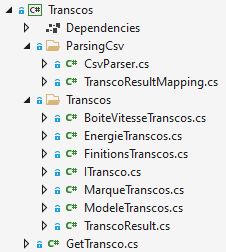 C# Transcos
Dependencies
ParsingCsv
C# CsvParser.cs
C# TranscoResultMapping.cs
Transcos
C# BoiteVitesseTranscos.cs
C# EnergieTranscos.cs
C# FinitionsTranscos.cs
C# ITransco.cs
C# MarqueTranscos.cs
C# ModeleTranscos.cs
C# TranscoResult.cs
C# GetTransco.cs